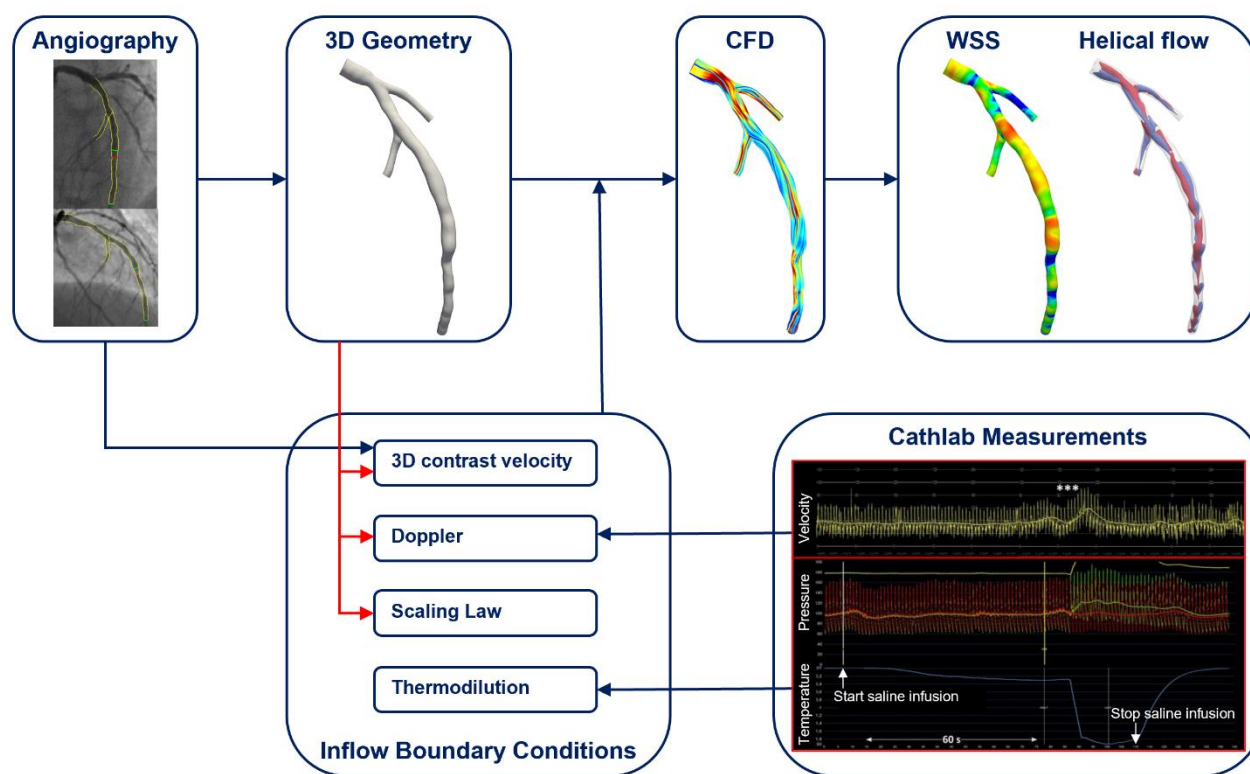 Angiography
3D Geometry
CFD
WSS
Helical flow
3D contrast velocity
Doppler
Scaling Law
Thermodilution
Inflow Boundary Conditions
Cathlab Measurements
Velocity
***
Pressure
Temperature
Start saline infusion
Stop saline infusion
60 s